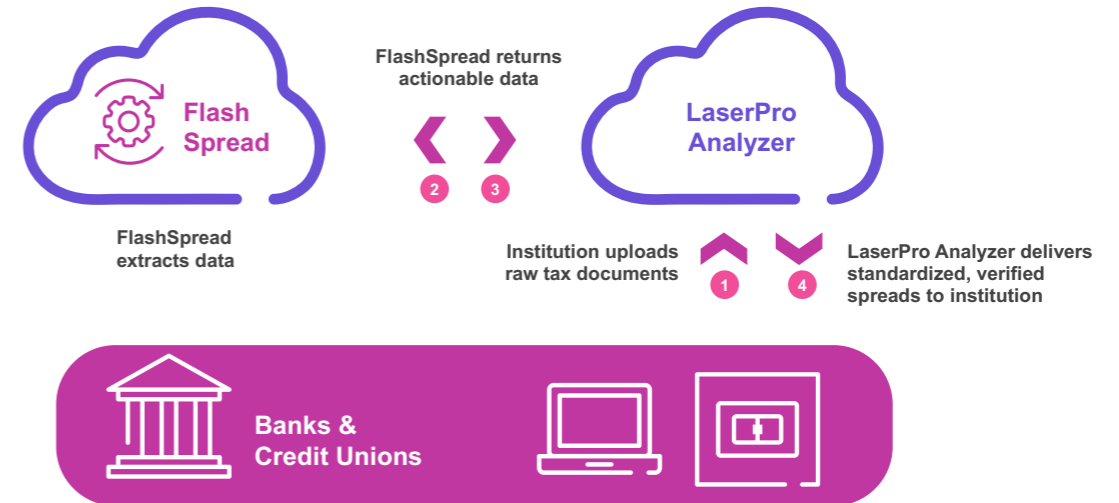 FlashSpread returns
actionable data
Flash
Spread
LaserPro
Analyzer
2
3
FlashSpread
extracts data
Institution uploads
raw tax documents
1
4
LaserPro Analyzer delivers
standardized, verified
spreads to institution
Banks &
Credit Unions